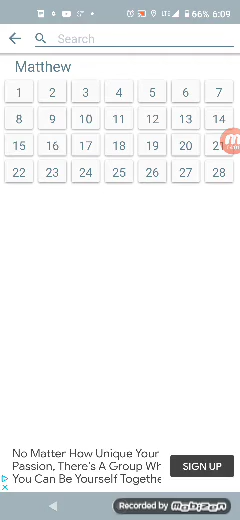 66% 6:09
Search
Matthew
1 2 3 4 5 6 7
8 9 10 11 12 13 14
15 16 17 18 19 20 21
22 23 24 25 26 27 28
No Matter How Unique Your
Passion, There's A Group Wh
You Can Be Yourself Togethe
SIGN UP
Recorded by mobizen